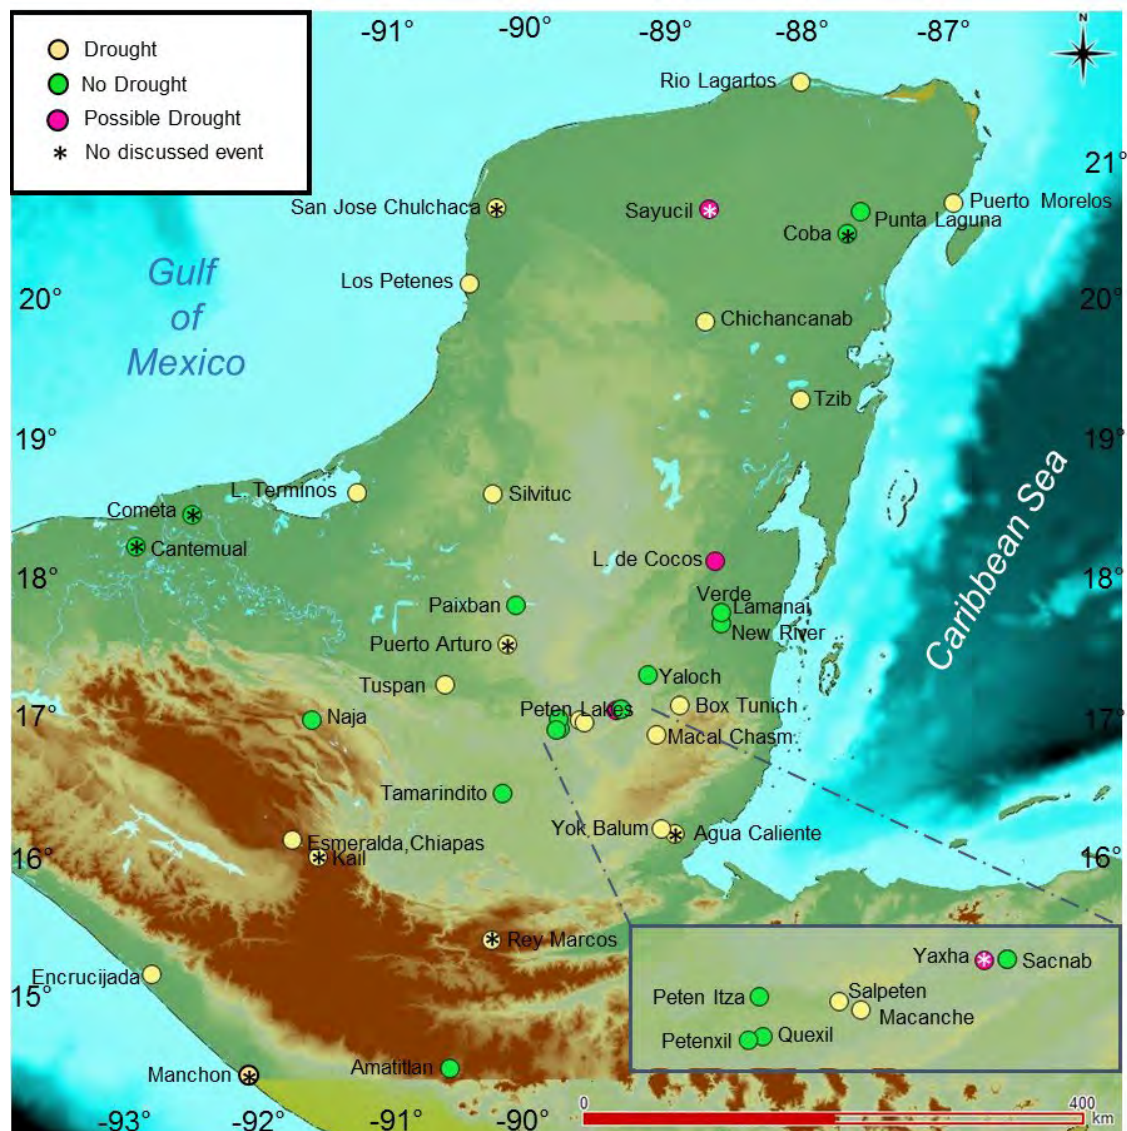 -91° -90° -89° -88° -87°
N
Drought
No Drought
Possible Drought
* No discussed event
Rio Lagartos
21°
San Jose Chulchaca
Sayucil
Puerto Morelos
Punta Laguna
Coba
Gulf
of
Mexico
Los Petenes
20°
20°
Chichancanab
Tzib
19°
19°
Caribbean Sea
L. Terminos
Silvituc
Cometa
Cantemual
L. de Cocos
18°
18°
Verde
Paixban
Lamanai
New River
Puerto Arturo
Yaloch
Tuspan
Box Tunich
Peten Lakes
17°
17°
Naja
Macal Chasm.
Tamarindito
Yok Balum
Agua Caliente
Esmeralda,Chiapas
16°
Kail
16°
Rey Marcos
Yaxha
Sacnab
Encrucijada
15°
Peten Itza
Salpeten
Macanche
Quexil
Petenxil
Manchon
Amatitlan
0 400
km
-93° -92° -91° -90°